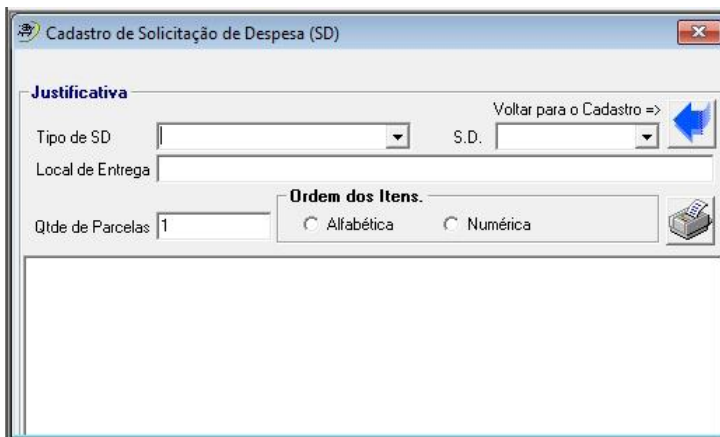 Cadastro de Solicitação de Despesa (SD)
Justificativa
Voltar para o Cadastro =>
Tipo de SD S.D.
Local de Entrega
Ordem dos Itens.
Qtde de Parcelas 1 Alfabética Numérica